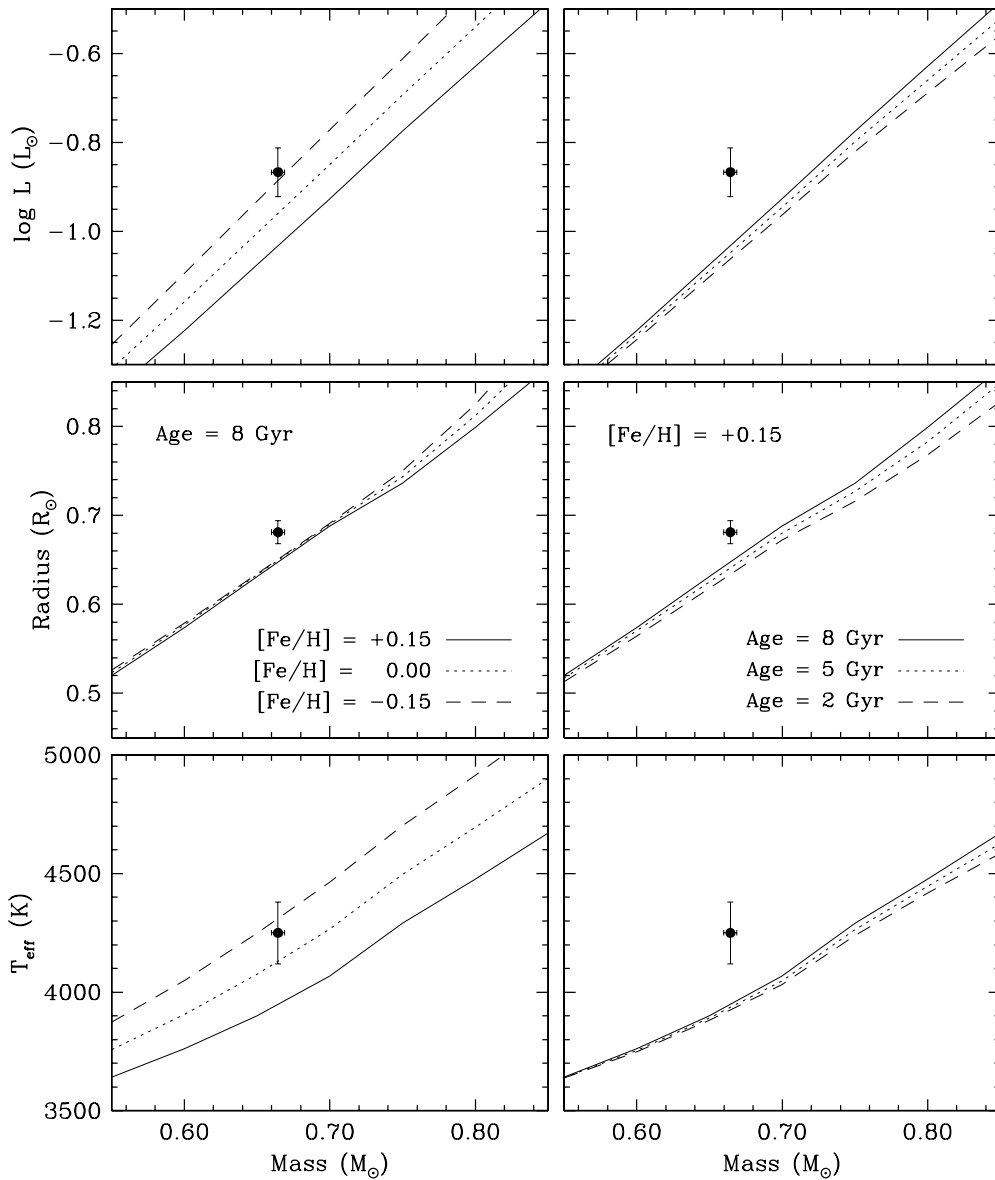 log L (L⊙)
−0.6
−0.8
−1.0
−1.2
Radius (R⊙)
0.8
0.7
0.6
0.5
Age = 8 Gyr
[Fe/H] = +0.15
[Fe/H] = 0.00
[Fe/H] = −0.15
[Fe/H] = +0.15
Age = 8 Gyr
Age = 5 Gyr
Age = 2 Gyr
Teff (K)
5000
4500
4000
3500
0.60 0.70 0.80
0.60 0.70 0.80
Mass (M⊙)
Mass (M⊙)